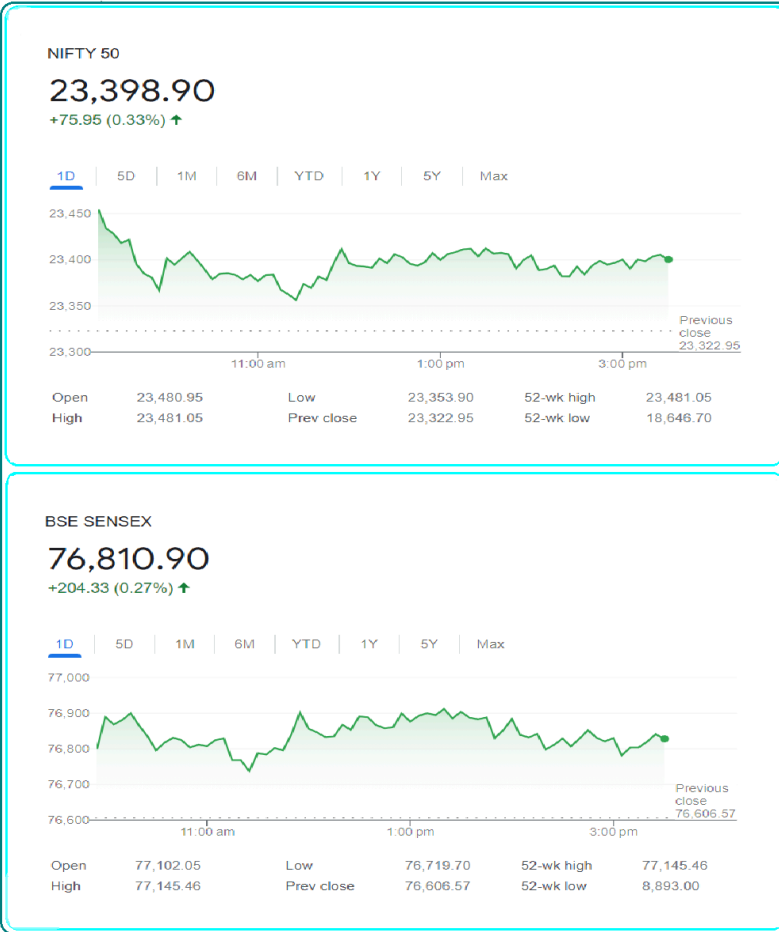 NIFTY 50
23,398.90
+75.95 (0.33%) ↑
1D 5D 1M 6M YTD 1Y 5Y Max
23,450
23,400
23,350
Previous
close
23,322.95
23,300
11:00 am 1:00 pm 3:00 pm
Open 23,480.95 Low 23,353.90 52-wk high 23,481.05
High 23,481.05 Prev close 23,322.95 52-wk low 18,646.70
BSE SENSEX
76,810.90
+204.33 (0.27%) ↑
1D 5D 1M 6M YTD 1Y 5Y Max
77,000
76,900
76,800
76,700
Previous
close
76,606.57
76,600
11:00 am 1:00 pm 3:00 pm
Open 77,102.05 Low 76,719.70 52-wk high 77,145.46
High 77,145.46 Prev close 76,606.57 52-wk low 8,893.00